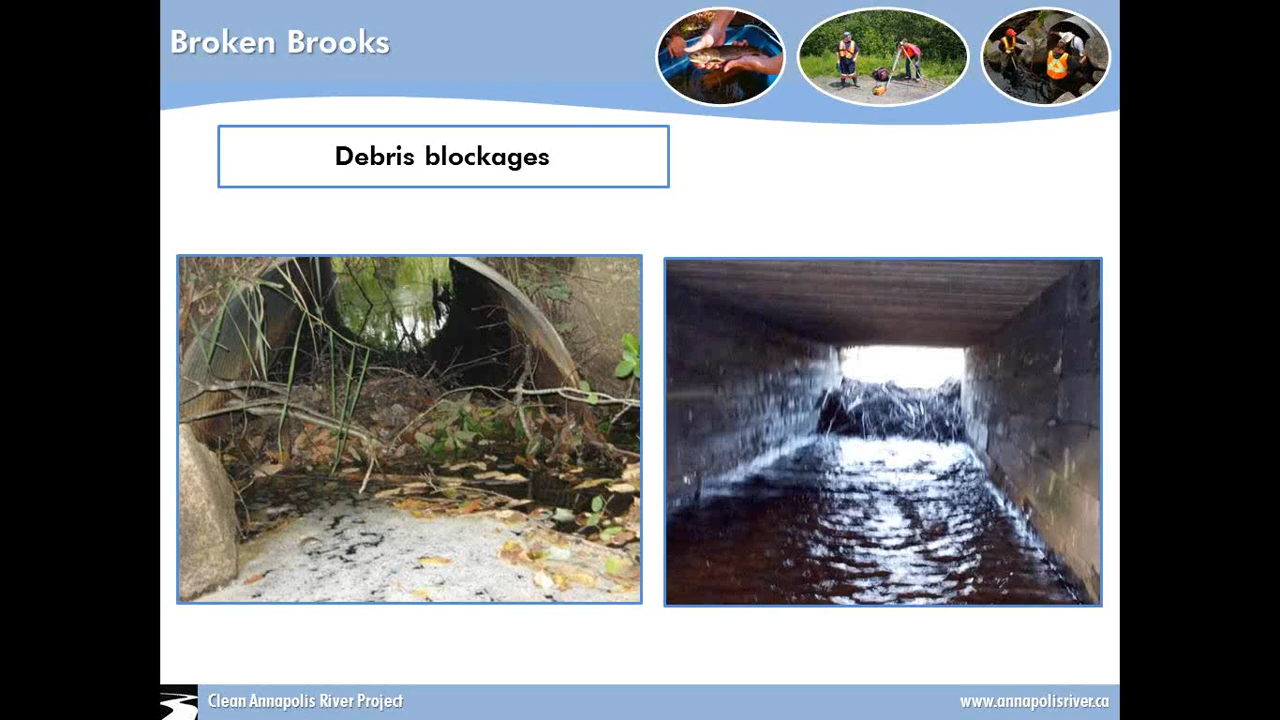 Broken Brooks
Debris blockages
Clean Annapolis River Project
www.annapolisriver.ca